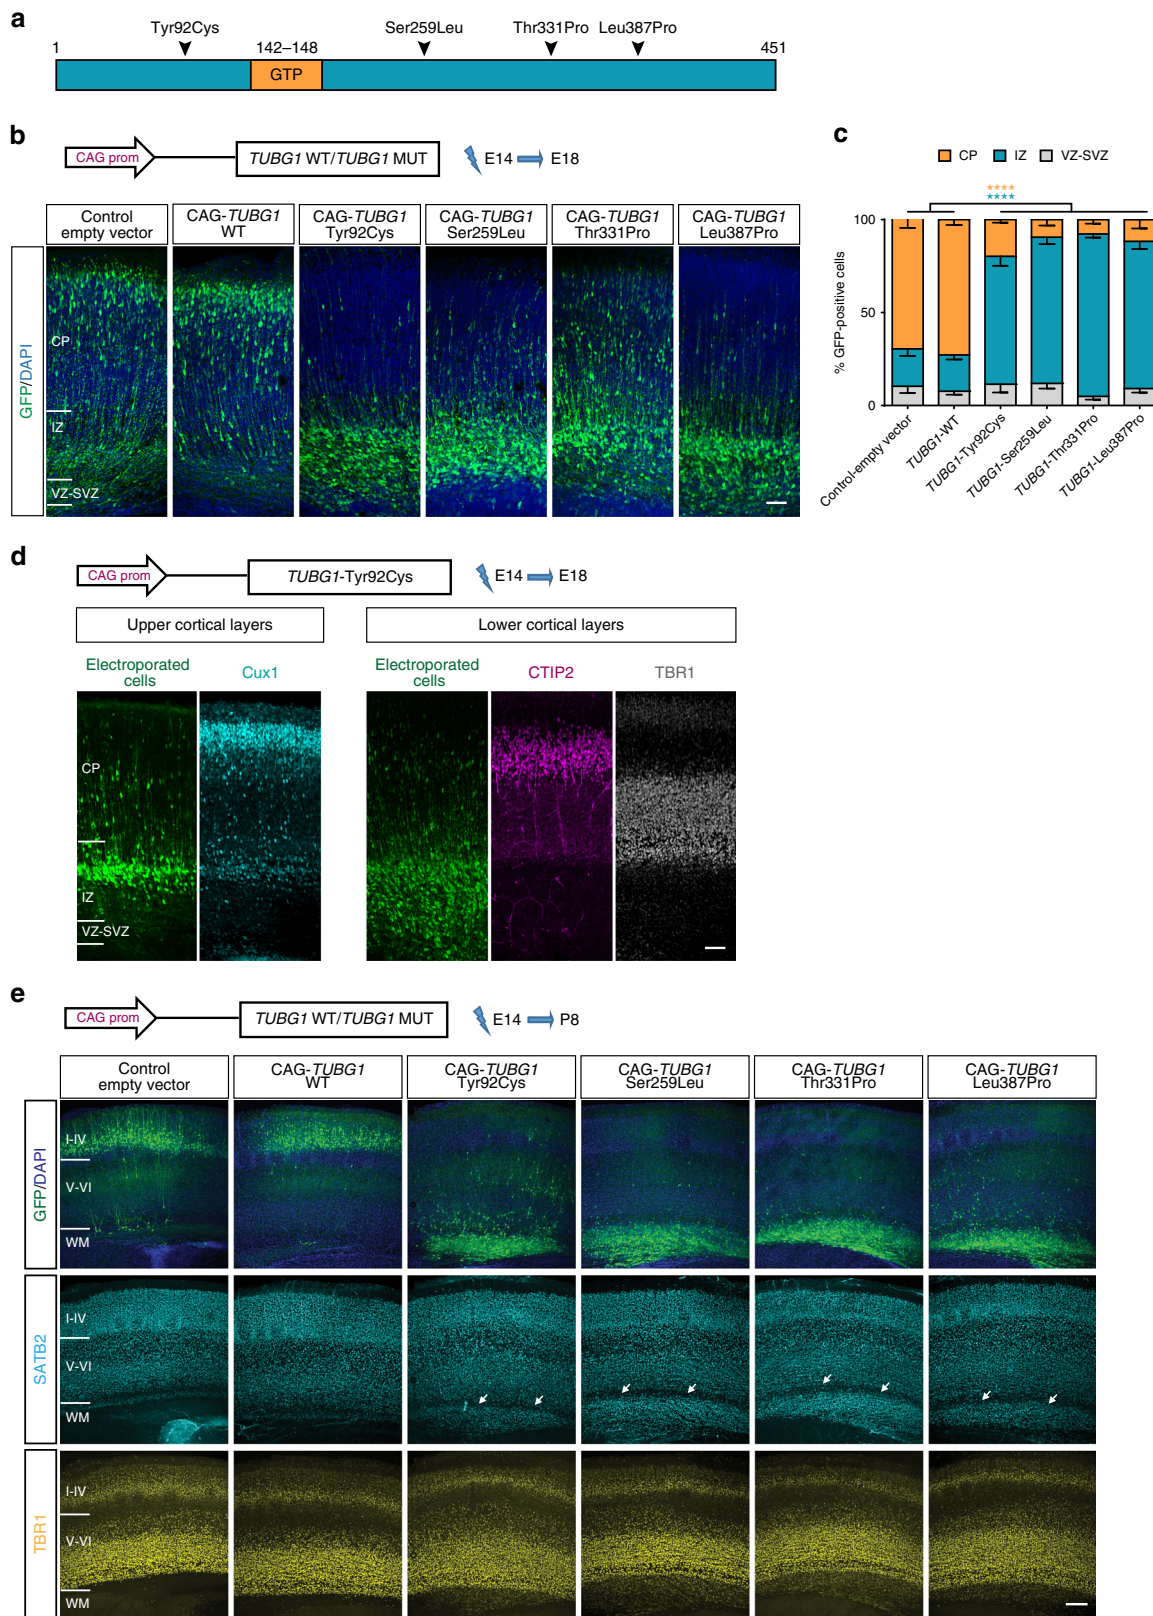 a
Tyr92Cys
Ser259Leu
Thr331Pro
Leu387Pro
1
142–148
451
GTP
b
CAG prom
TUBG1 WT/TUBG1 MUT
E14
E18
Control
empty vector
CAG-TUBG1
WT
CAG-TUBG1
Tyr92Cys
CAG-TUBG1
Ser259Leu
CAG-TUBG1
Thr331Pro
CAG-TUBG1
Leu387Pro
GFP/DAPI
CP
IZ
VZ-SVZ
c
CP
IZ
VZ-SVZ
****
****
100
50
0
% GFP-positive cells
Control-empty vector
TUBG1-WT
TUBG1-Tyr92Cys
TUBG1-Ser259Leu
TUBG1-Thr331Pro
TUBG1-Leu387Pro
d
CAG prom
TUBG1-Tyr92Cys
E14
E18
Upper cortical layers
Lower cortical layers
Electroporated
cells
Cux1
Electroporated
cells
CTIP2
TBR1
CP
IZ
VZ-SVZ
e
CAG prom
TUBG1 WT/TUBG1 MUT
E14
P8
Control
empty vector
CAG-TUBG1
WT
CAG-TUBG1
Tyr92Cys
CAG-TUBG1
Ser259Leu
CAG-TUBG1
Thr331Pro
CAG-TUBG1
Leu387Pro
GFP/DAPI
I-IV
V-VI
WM
SATB2
I-IV
V-VI
WM
TBR1
I-IV
V-VI
WM